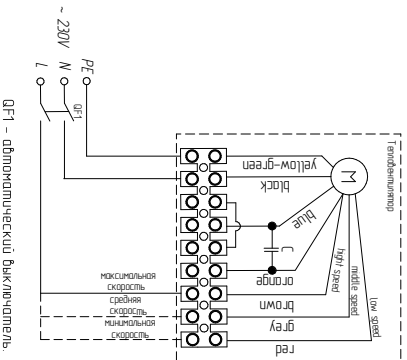 Тепловентилятор
M
yellow-green
black
blue
C
orange
hight speed
middle speed
low speed
brown
grey
red
~ 230V
PE
N
L
QF1
максимальная
скорость
средняя
скорость
минимальная
скорость
QF1 - автоматический выключатель.